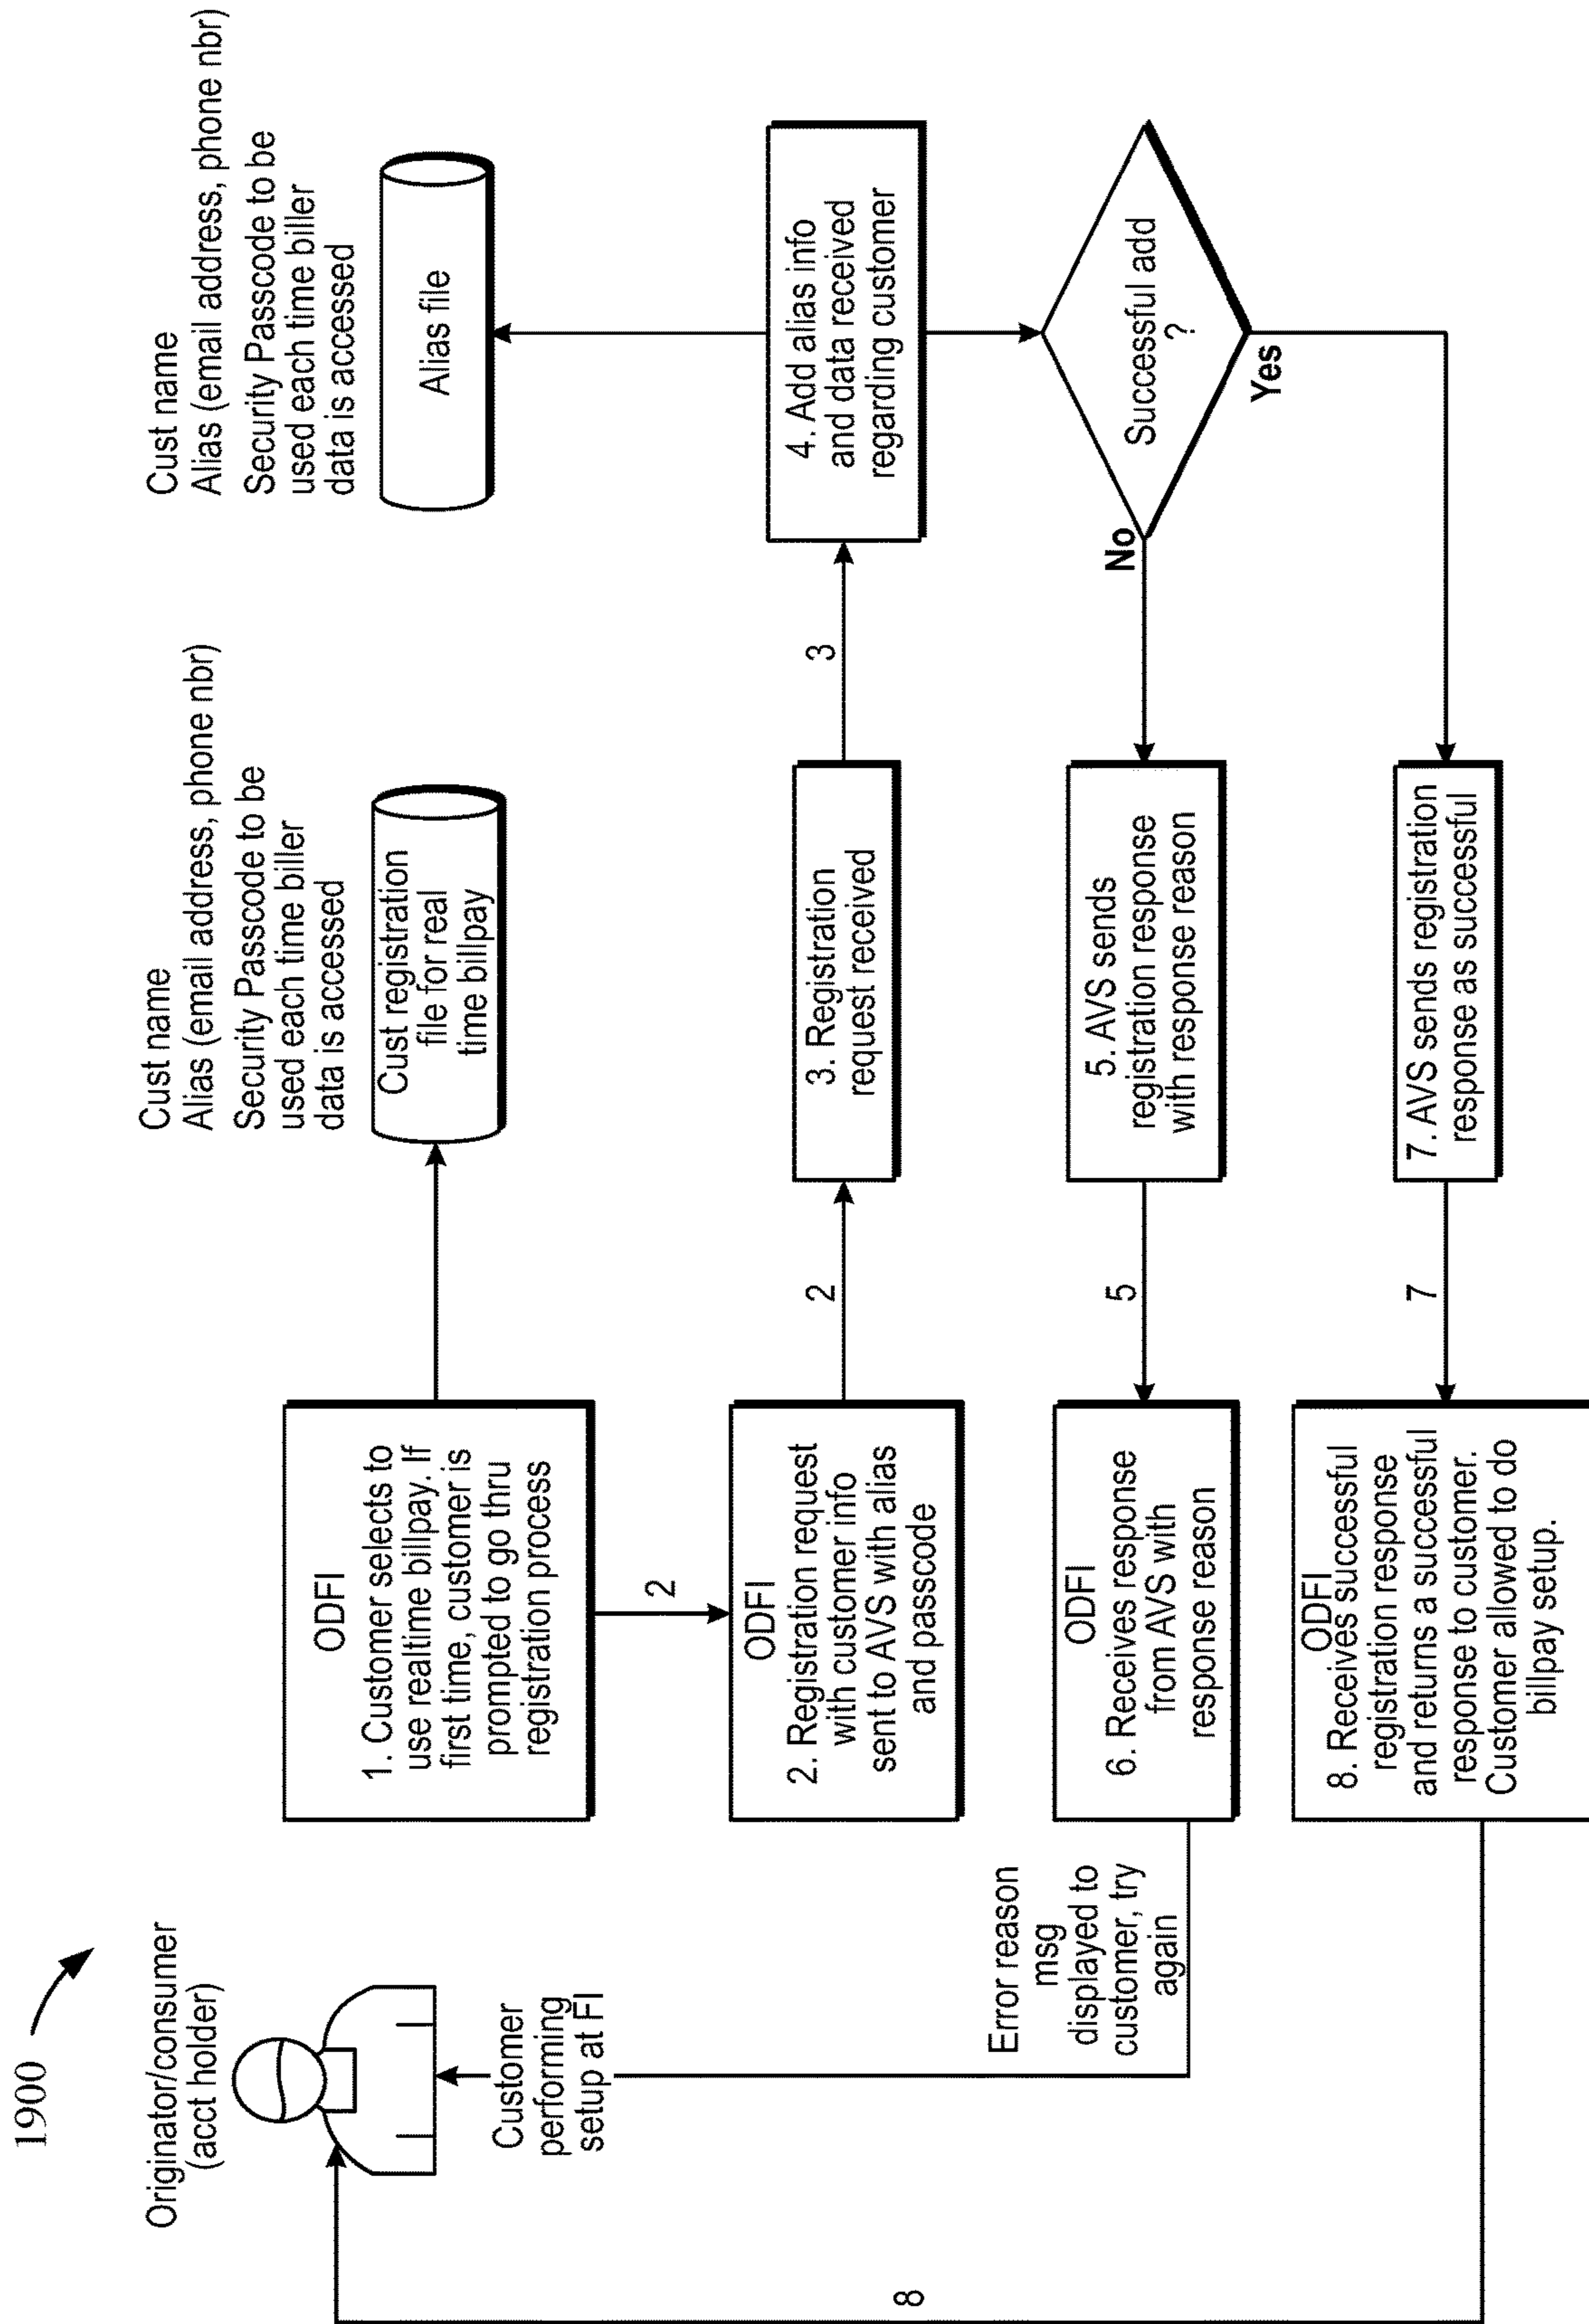 1900
Originator/consumer
(acct holder)
Customer
performing
setup at FI
ODFI
1. Customer selects to
use realtime billpay. If
first time, customer is
prompted to go thru
registration process
Cust name
Alias (email address, phone nbr)
Security Passcode to be
used each time biller
data is accessed
Cust registration
file for real
time billpay
Cust name
Alias (email address, phone nbr)
Security Passcode to be
used each time biller
data is accessed
Alias file
2
ODFI
2. Registration request
with customer info
sent to AVS with alias
and passcode
2
3. Registration
request received
3
4. Add alias info
and data received
regarding customer
Successful add
?
No
Yes
5. AVS sends
registration response
with response reason
5
ODFI
6. Receives response
from AVS with
response reason
Error reason
msg
displayed to
customer, try
again
7. AVS sends registration
response as successful
7
ODFI
8. Receives successful
registration response
and returns a successful
response to customer.
Customer allowed to do
billpay setup.
8